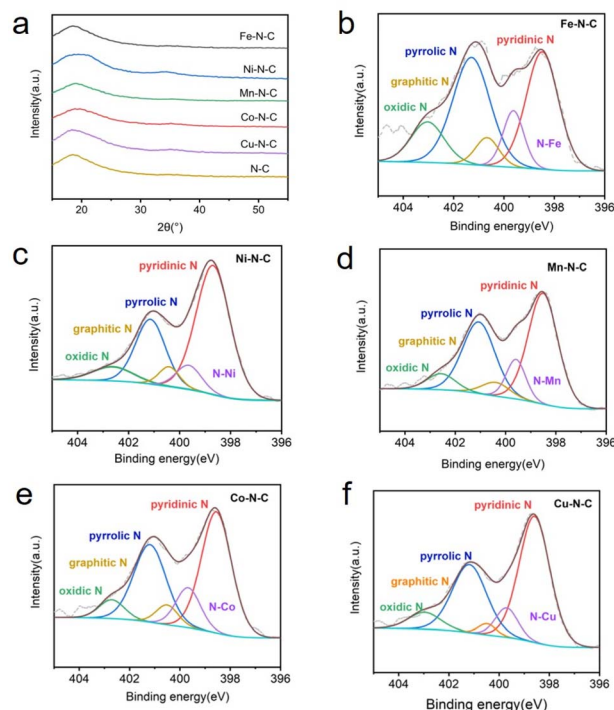 a
Fe-N-C
Ni-N-C
Mn-N-C
Co-N-C
Cu-N-C
N-C
Intensity(a.u.)
20 30 40 50
2θ(°)
b
Fe-N-C
pyridinic N
pyrrolic N
graphitic N
oxidic N
N-Fe
Intensity(a.u.)
404 402 400 398 396
Binding energy(eV)
c
Ni-N-C
pyridinic N
pyrrolic N
graphitic N
oxidic N
N-Ni
Intensity(a.u.)
404 402 400 398 396
Binding energy(eV)
d
Mn-N-C
pyridinic N
pyrrolic N
graphitic N
oxidic N
N-Mn
Intensity(a.u.)
404 402 400 398 396
Binding energy(eV)
e
Co-N-C
pyridinic N
pyrrolic N
graphitic N
oxidic N
N-Co
Intensity(a.u.)
404 402 400 398 396
Binding energy(eV)
f
Cu-N-C
pyridinic N
pyrrolic N
graphitic N
oxidic N
N-Cu
Intensity(a.u.)
404 402 400 398 396
Binding energy(eV)